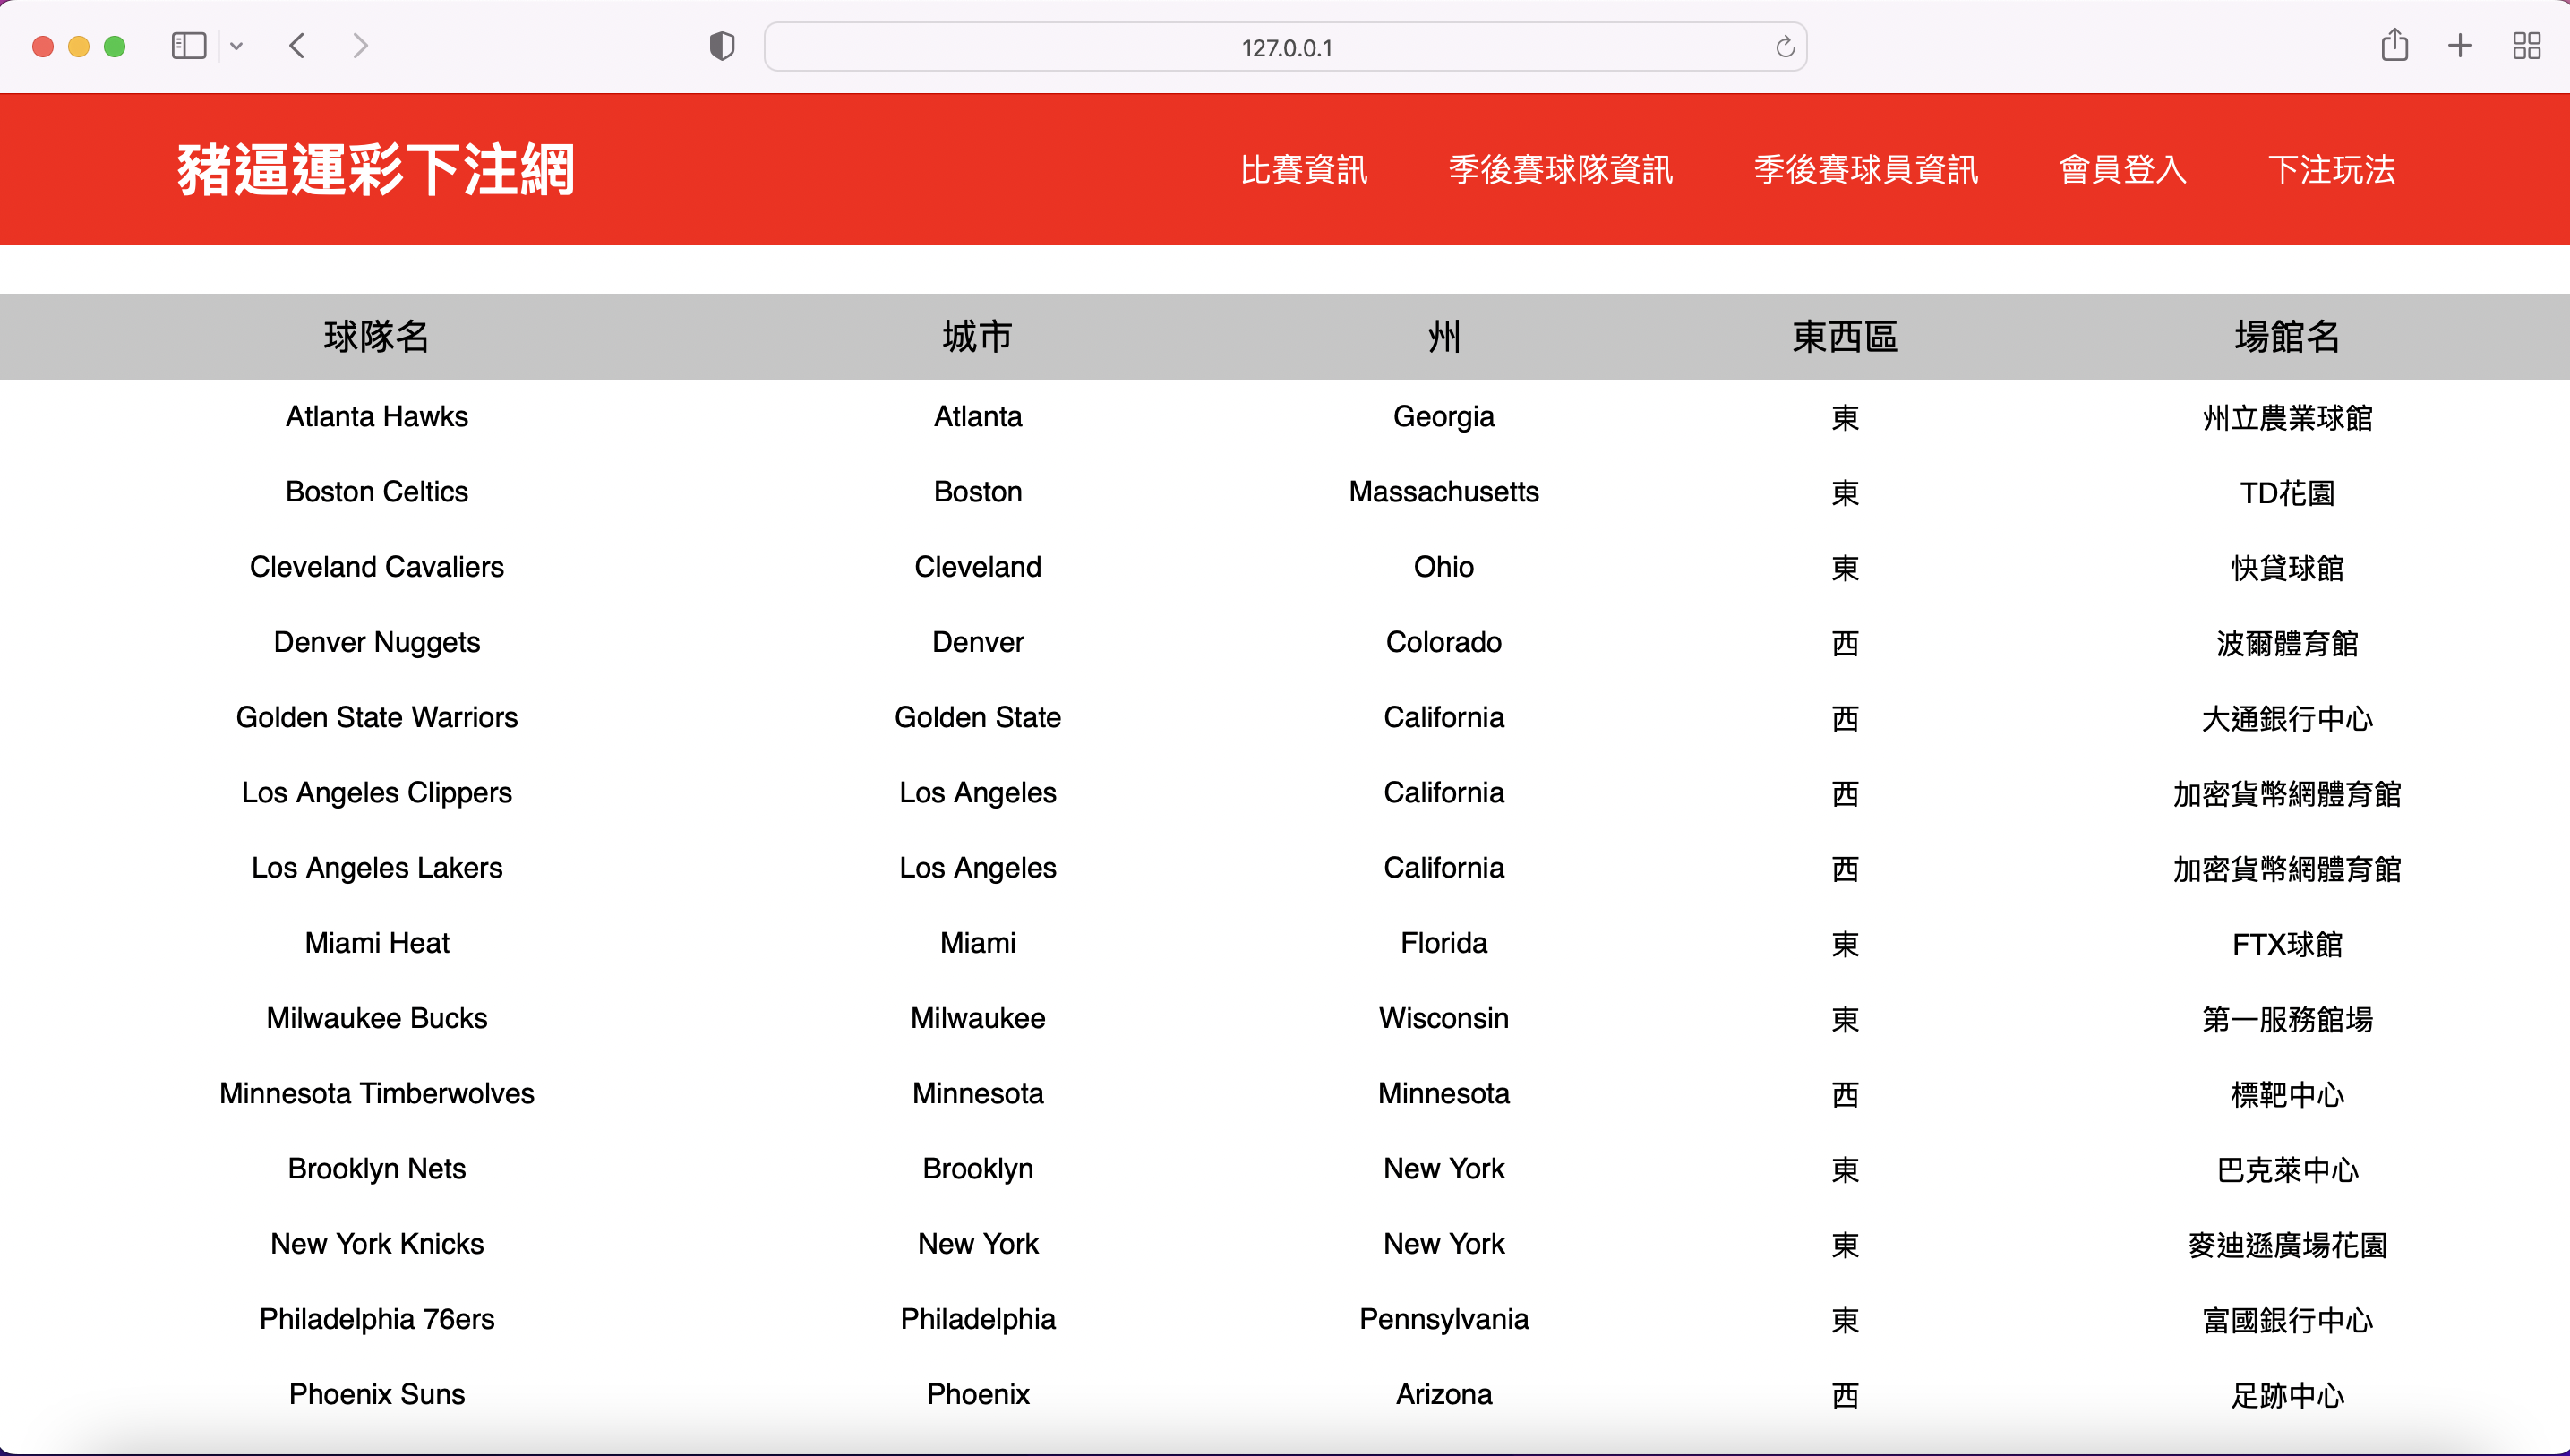 127.0.0.1
豬逼運彩下注網 比賽資訊 季後賽球隊資訊 季後賽球員資訊 會員登入 下注玩法
球隊名 城市 州 東西區 場館名
Atlanta Hawks Atlanta Georgia 東 州立農業球館
Boston Celtics Boston Massachusetts 東 TD花園
Cleveland Cavaliers Cleveland Ohio 東 快貸球館
Denver Nuggets Denver Colorado 西 波爾體育館
Golden State Warriors Golden State California 西 大通銀行中心
Los Angeles Clippers Los Angeles California 西 加密貨幣網體育館
Los Angeles Lakers Los Angeles California 西 加密貨幣網體育館
Miami Heat Miami Florida 東 FTX球館
Milwaukee Bucks Milwaukee Wisconsin 東 第一服務館場
Minnesota Timberwolves Minnesota Minnesota 西 標靶中心
Brooklyn Nets Brooklyn New York 東 巴克萊中心
New York Knicks New York New York 東 麥迪遜廣場花園
Philadelphia 76ers Philadelphia Pennsylvania 東 富國銀行中心
Phoenix Suns Phoenix Arizona 西 足跡中心